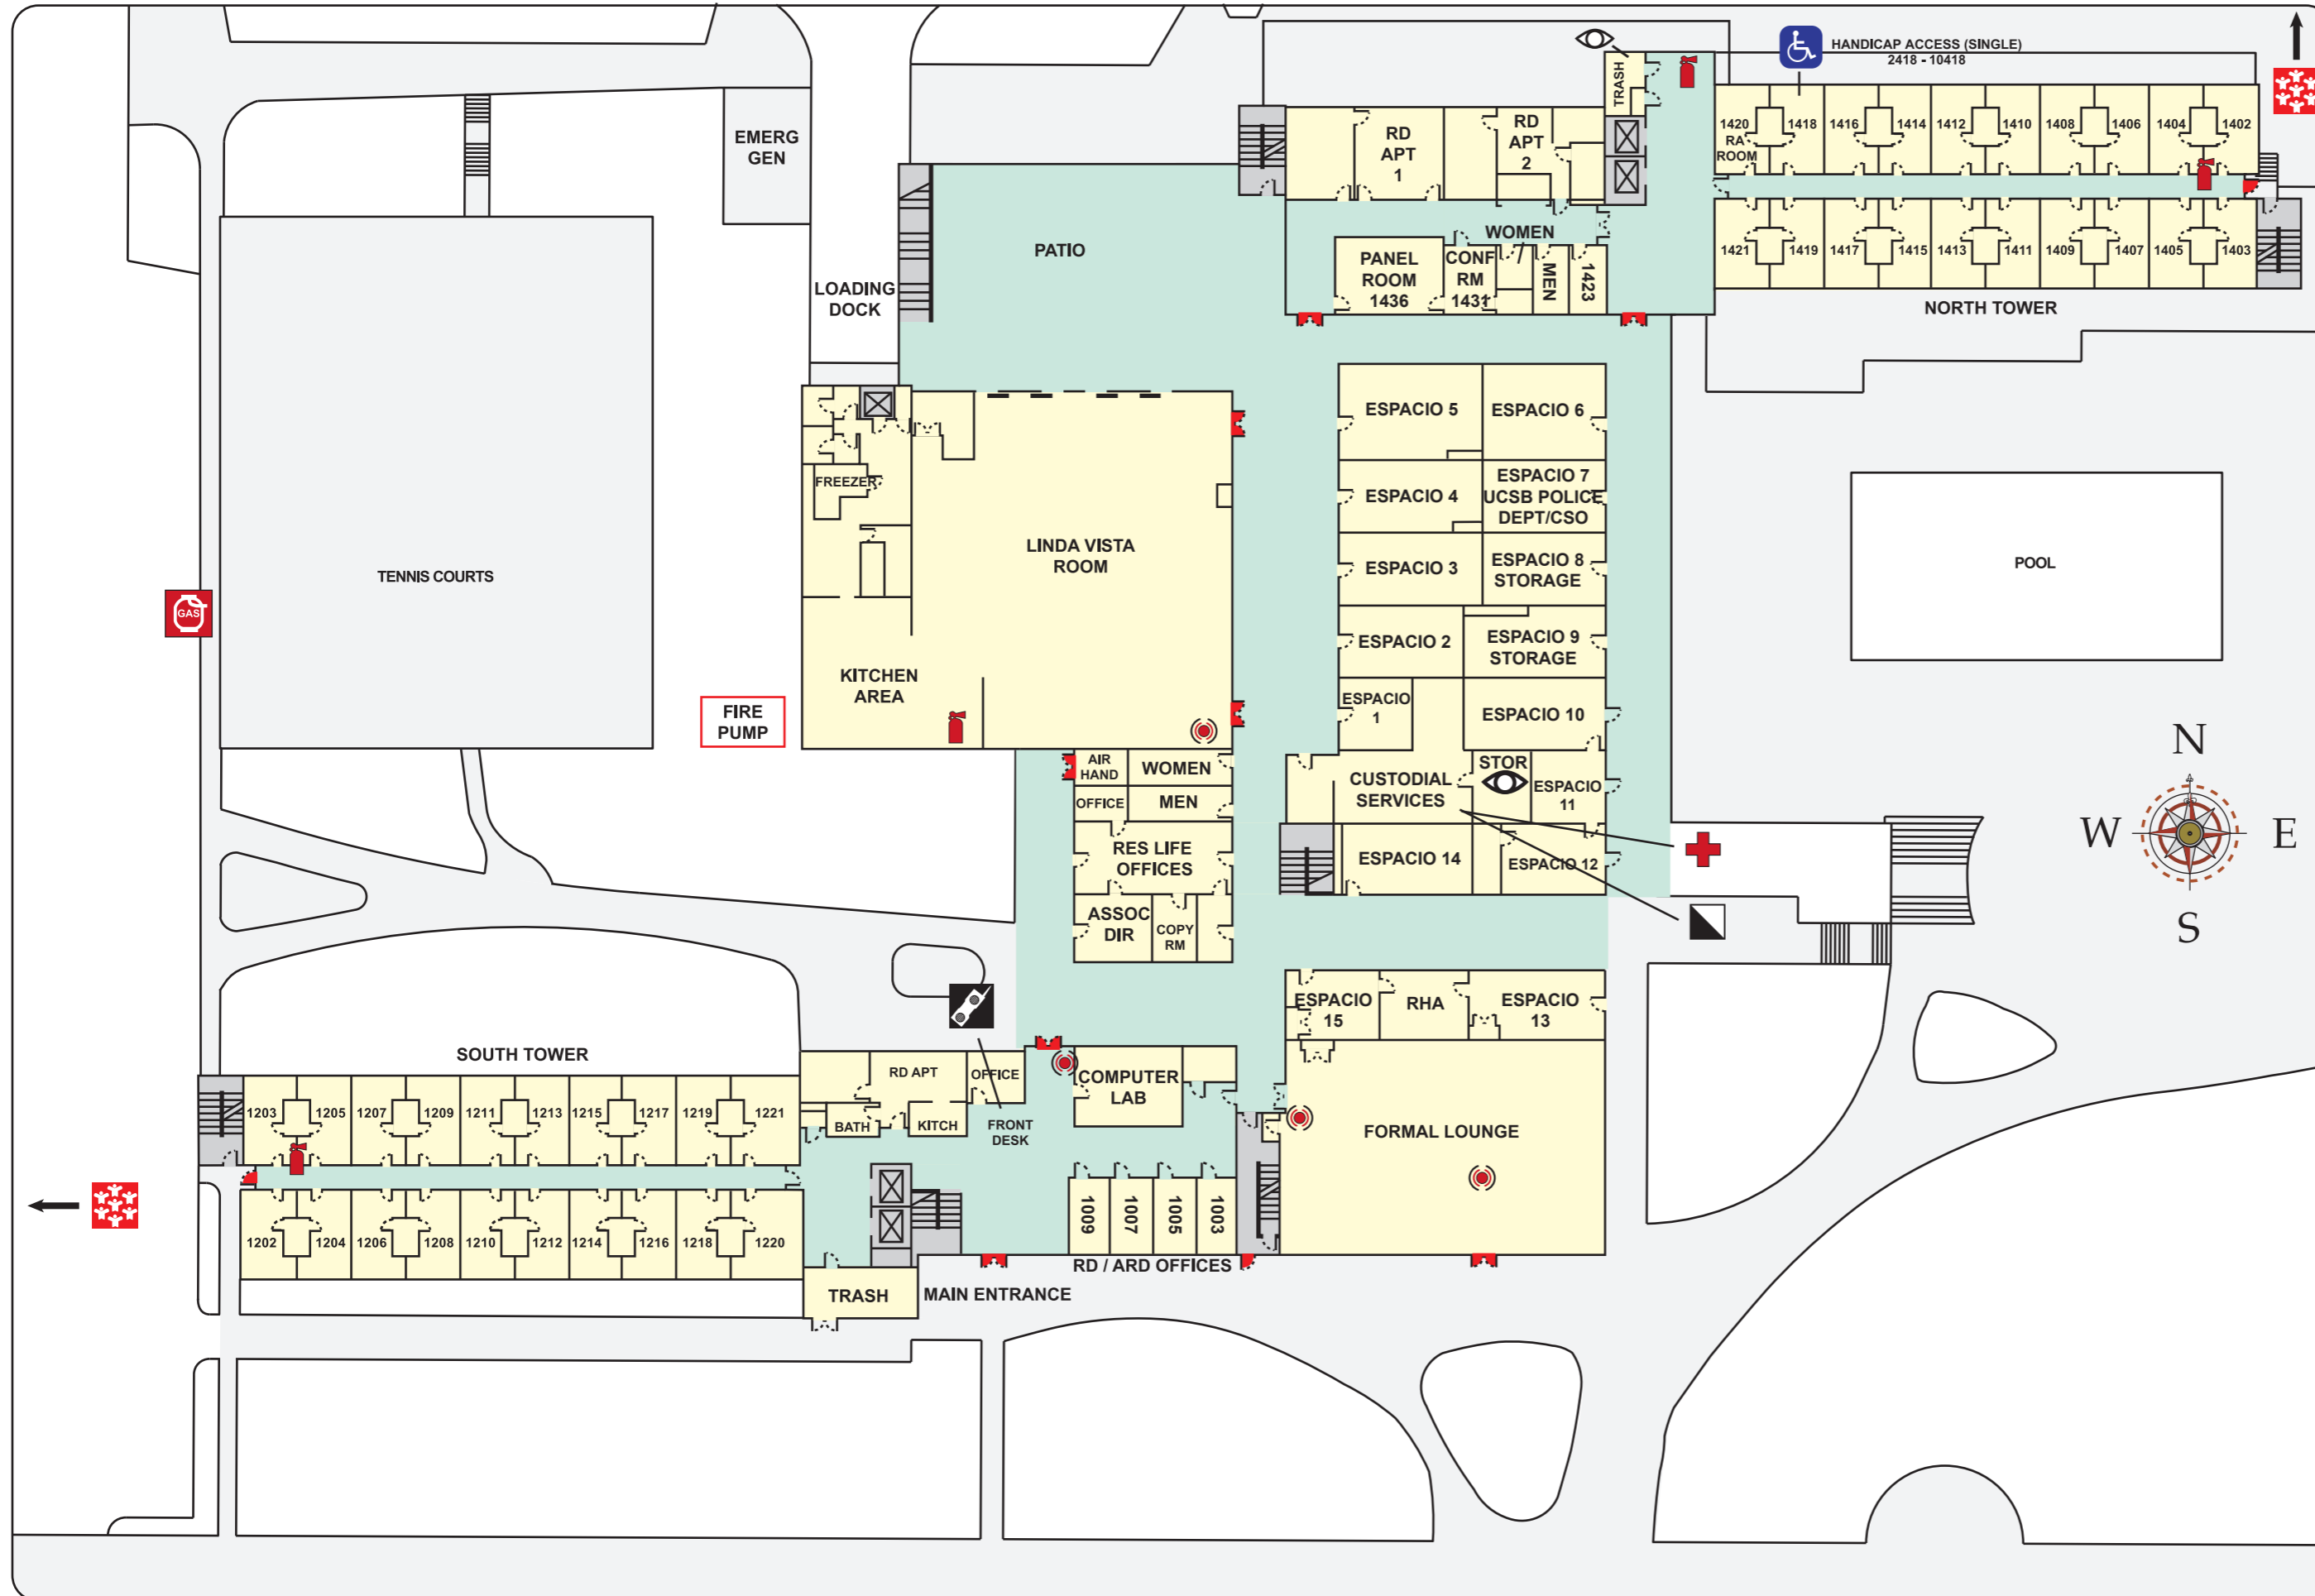 HANDICAP ACCESS (SINGLE)
2418 - 10418
TRASH
EMERG
GEN
RD
APT
1
RD
APT
2
1420
RA
ROOM
1418
1416
1414
1412
1410
1408
1406
1404
1402
WOMEN
PATIO
PANEL
ROOM
1436
CONF
RM
1431
MEN
1423
1421
1419
1417
1415
1413
1411
1409
1407
1405
1403
NORTH TOWER
LOADING
DOCK
ESPACIO 5
ESPACIO 6
FREEZER
ESPACIO 4
ESPACIO 7
UCSB POLICE
DEPT/CSO
LINDA VISTA
ROOM
ESPACIO 3
ESPACIO 8
STORAGE
POOL
TENNIS COURTS
GAS
ESPACIO 2
ESPACIO 9
STORAGE
KITCHEN
AREA
FIRE
PUMP
ESPACIO
1
ESPACIO 10
AIR
HAND
WOMEN
CUSTODIAL
SERVICES
STOR
ESPACIO
11
OFFICE
MEN
RES LIFE
OFFICES
ESPACIO 14
ESPACIO 12
N
W
E
S
ASSOC
DIR
COPY
RM
ESPACIO
15
RHA
ESPACIO
13
SOUTH TOWER
RD APT
OFFICE
COMPUTER
LAB
1203
1205
1207
1209
1211
1213
1215
1217
1219
1221
BATH
KITCH
FRONT
DESK
FORMAL LOUNGE
1202
1204
1206
1208
1210
1212
1214
1216
1218
1220
1009
1007
1005
1003
RD / ARD OFFICES
TRASH
MAIN ENTRANCE